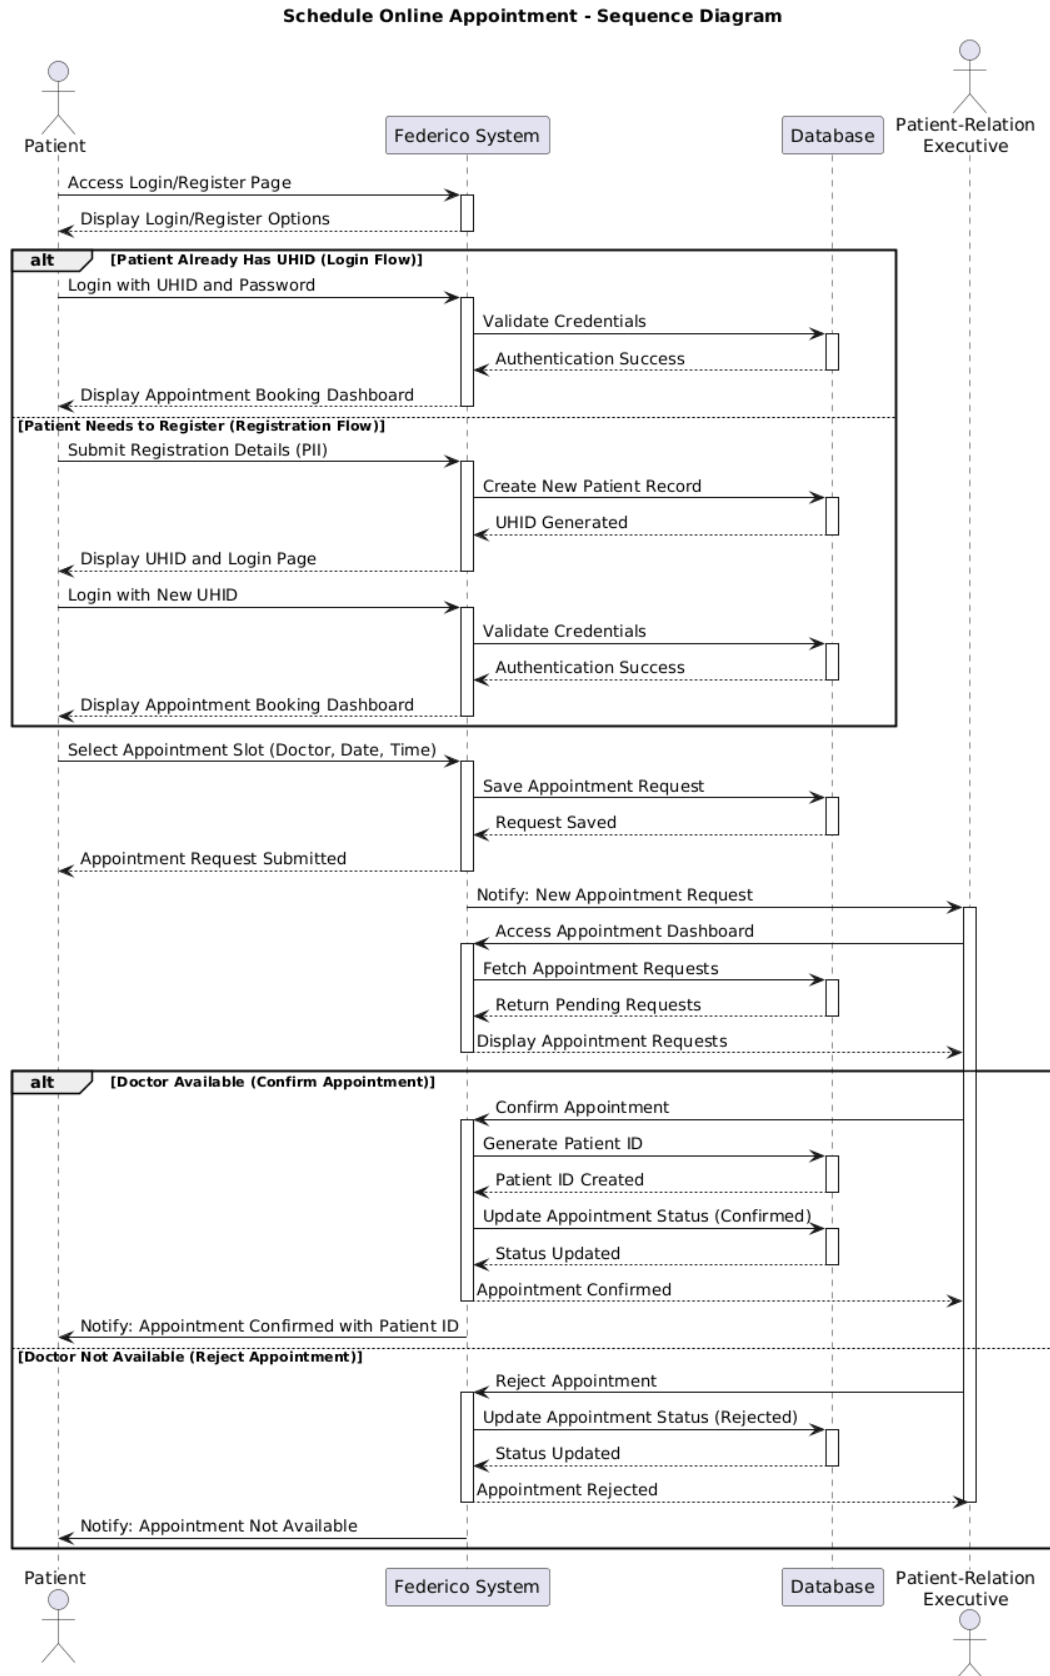 Schedule Online Appointment - Sequence Diagram
Patient
Federico System
Database
Patient-Relation
Executive
Access Login/Register Page
Display Login/Register Options
alt [Patient Already Has UHID (Login Flow)]
Login with UHID and Password
Validate Credentials
Authentication Success
Display Appointment Booking Dashboard
[Patient Needs to Register (Registration Flow)]
Submit Registration Details (PII)
Create New Patient Record
UHID Generated
Display UHID and Login Page
Login with New UHID
Validate Credentials
Authentication Success
Display Appointment Booking Dashboard
Select Appointment Slot (Doctor, Date, Time)
Save Appointment Request
Request Saved
Appointment Request Submitted
Notify: New Appointment Request
Access Appointment Dashboard
Fetch Appointment Requests
Return Pending Requests
Display Appointment Requests
alt [Doctor Available (Confirm Appointment)]
Confirm Appointment
Generate Patient ID
Patient ID Created
Update Appointment Status (Confirmed)
Status Updated
Appointment Confirmed
Notify: Appointment Confirmed with Patient ID
[Doctor Not Available (Reject Appointment)]
Reject Appointment
Update Appointment Status (Rejected)
Status Updated
Appointment Rejected
Notify: Appointment Not Available
Patient
Federico System
Database
Patient-Relation
Executive